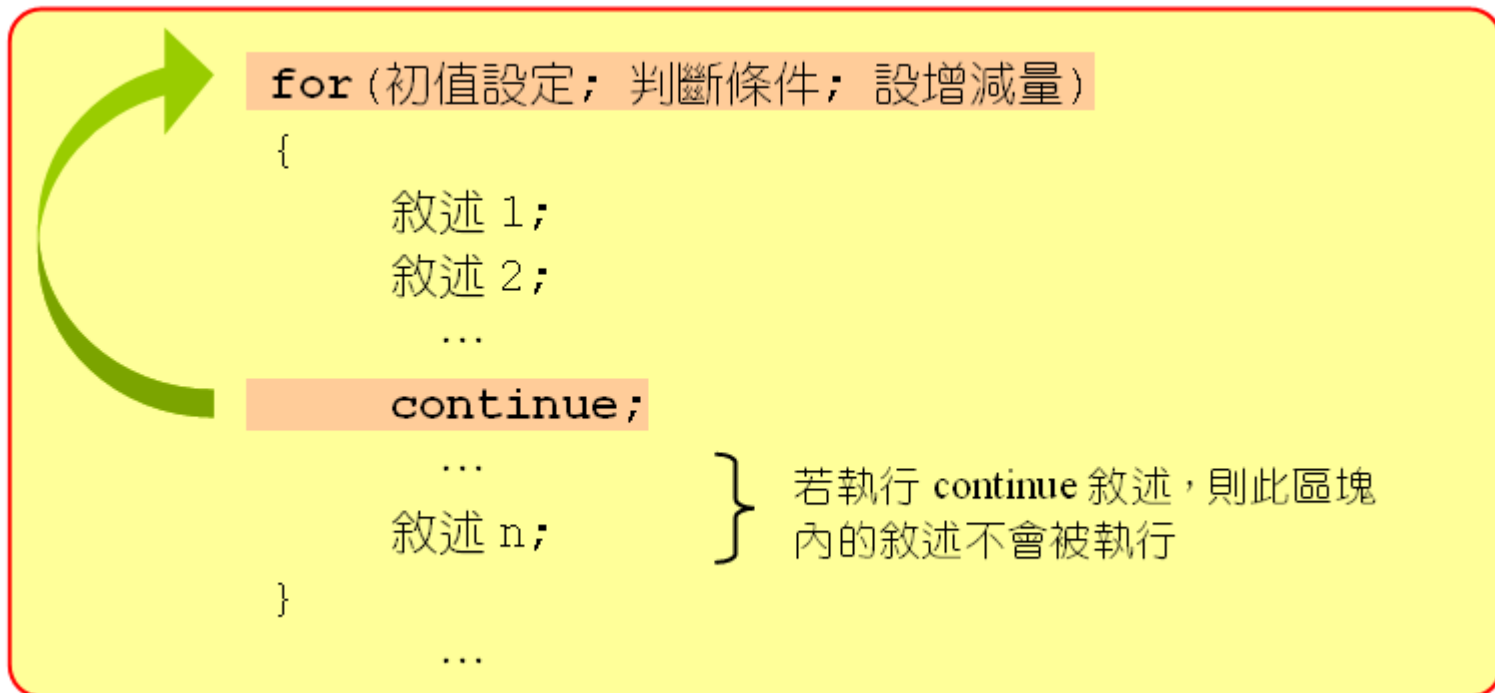 for(初值設定; 判斷條件; 設增減量)
{
敘述 1;
敘述 2;
...
continue;
...
若執行 continue 敘述，則此區塊
敘述 n;
內的敘述不會被執行
}
...